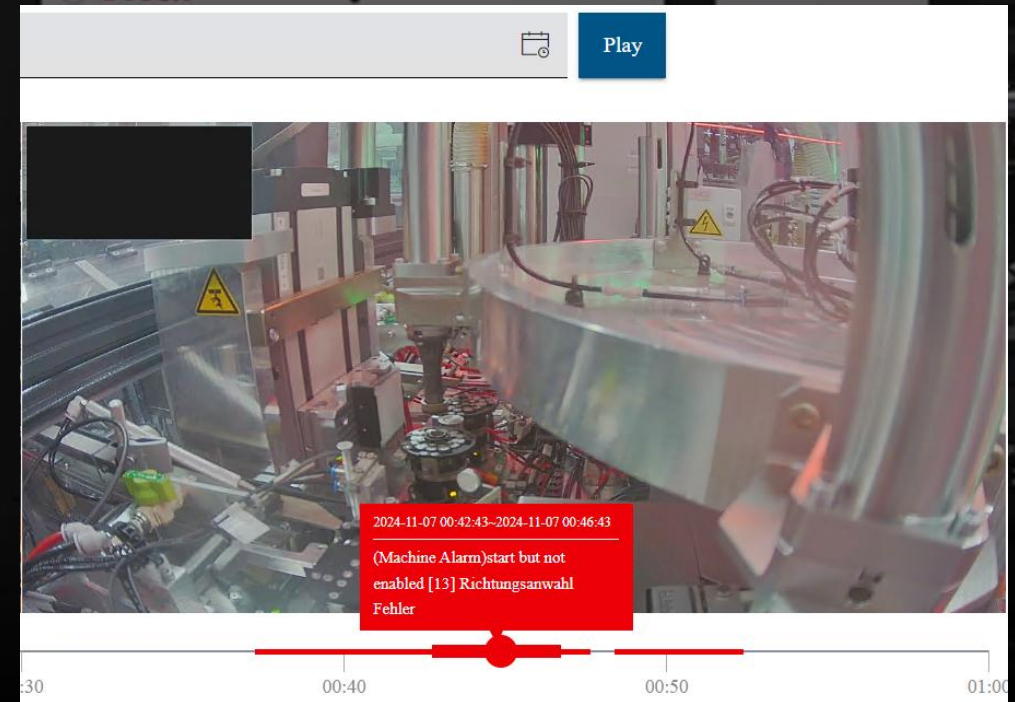 Play
2024-11-07 00:42:43~2024-11-07 00:46:43
(Machine Alarm)start but not
enabled [13] Richtungsanwahl
Fehler
:30
00:40
00:50
01:00